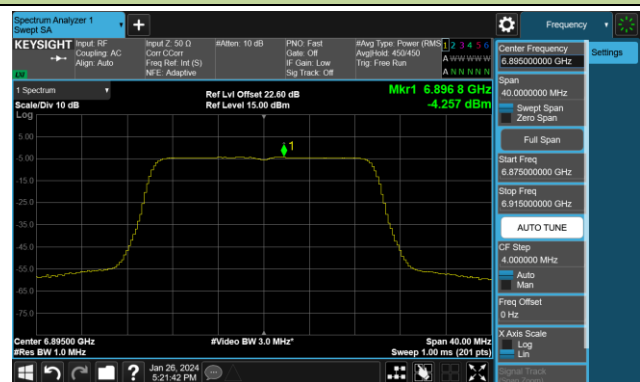 Spectrum Analyzer 1
Swept SA
Frequency
KEYSIGHT
Input: RF
Coupling: AC
Align: Auto
Input Z: 50 Ω
Corr CCorr
Freq Ref: Int (S)
NFE: Adaptive
#Atten: 10 dB
PNO: Fast
Gate: Off
IF Gain: Low
Sig Track: Off
#Avg Type: Power (RMS
Avg|Hold: 450/450
Trig: Free Run
1 2 3 4 5 6
A W W W W W
A N N N N N
LXI
1 Spectrum
Scale/Div 10 dB
Log
Ref Lvl Offset 22.60 dB
Ref Level 15.00 dBm
Mkr1 6.896 8 GHz
-4.257 dBm
5.00
-5.00
-15.0
-25.0
-35.0
-45.0
-55.0
-65.0
-75.0
1
Center 6.89500 GHz
#Res BW 1.0 MHz
#Video BW 3.0 MHz*
Span 40.00 MHz
Sweep 1.00 ms (201 pts)
Center Frequency
6.895000000 GHz
Settings
Span
40.0000000 MHz
Swept Span
Zero Span
Full Span
Start Freq
6.875000000 GHz
Stop Freq
6.915000000 GHz
AUTO TUNE
CF Step
4.000000 MHz
Auto
Man
Freq Offset
0 Hz
X Axis Scale
Log
Lin
Signal Track
(Span Zoom)
Jan 26, 2024
5:21:42 PM